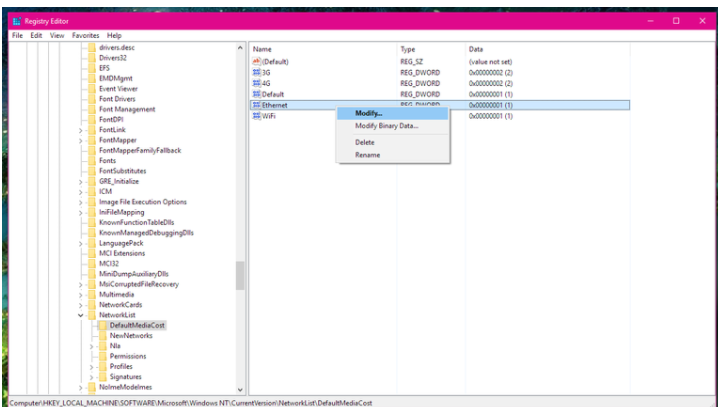 Registry Editor
File Edit View Favorites Help
drivers.desc
Drivers32
EFS
EMDMgmt
Event Viewer
Font Drivers
Font Management
FontDPI
FontLink
FontMapper
FontMapperFamilyFallback
Fonts
FontSubstitutes
GRE_Initialize
ICM
Image File Execution Options
IniFileMapping
KnownFunctionTableDlls
KnownManagedDebuggingDlls
LanguagePack
MCI Extensions
MCI32
MiniDumpAuxiliaryDlls
MsiCorruptedFileRecovery
Multimedia
NetworkCards
NetworkList
DefaultMediaCost
NewNetworks
Nla
Permissions
Profiles
Signatures
NoImeModeImes
Name Type Data
ab (Default) REG_SZ (value not set)
3G REG_DWORD 0x00000002 (2)
4G REG_DWORD 0x00000002 (2)
Default REG_DWORD 0x00000001 (1)
Ethernet REG_DWORD 0x00000001 (1)
WiFi 0x00000001 (1)
Modify...
Modify Binary Data...
Delete
Rename
Computer\HKEY_LOCAL_MACHINE\SOFTWARE\Microsoft\Windows NT\CurrentVersion\NetworkList\DefaultMediaCost